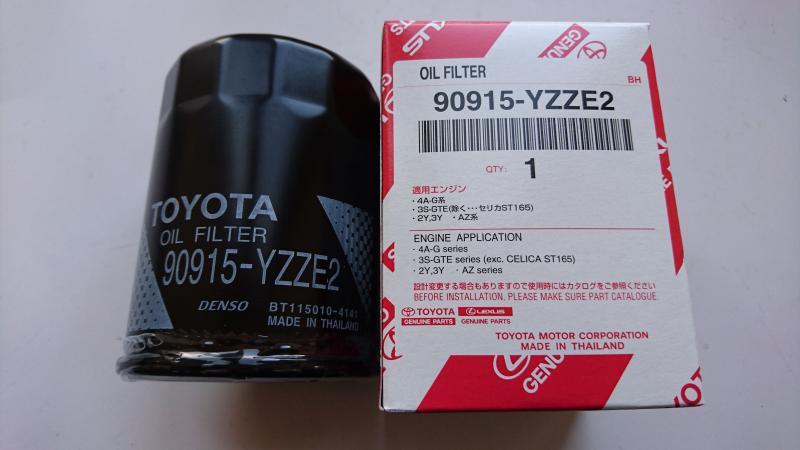 TOYOTA
OIL FILTER
90915-YZZE2
DENSO BT115010-4141
MADE IN THAILAND
LEXUS
GENU
OIL FILTER
BH
90915-YZZE2
QTY: 1
適用エンジン
・4A-G系
・3S-GTE(除く・・・セリカST165)
・2Y,3Y ・AZ系
ENGINE APPLICATION
・4A-G series
・3S-GTE series (exc. CELICA ST165)
・2Y,3Y ・AZ series
設計変更する場合もありますので使用時にはカタログをご参照ください
BEFORE INSTALLATION, PLEASE MAKE SURE PART CATALOGUE.
TOYOTA LEXUS
GENUINE PARTS GENUINE PARTS
TOYOTA MOTOR CORPORATION
MADE IN THAILAND
GENU